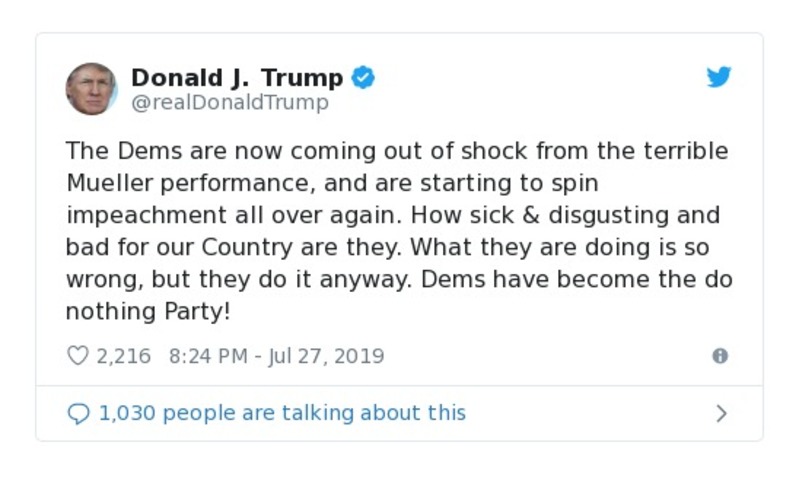 Donald J. Trump
@realDonaldTrump
The Dems are now coming out of shock from the terrible
Mueller performance, and are starting to spin
impeachment all over again. How sick & disgusting and
bad for our Country are they. What they are doing is so
wrong, but they do it anyway. Dems have become the do
nothing Party!
2,216 8:24 PM - Jul 27, 2019
1,030 people are talking about this